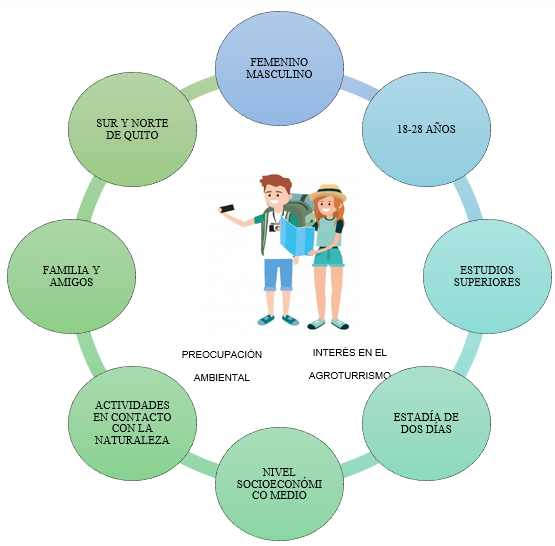 FEMENINO
MASCULINO
18-28 AÑOS
ESTUDIOS
SUPERIORES
ESTADÍA DE
DOS DÍAS
NIVEL
SOCIOECONÓMI
CO MEDIO
ACTIVIDADES
EN CONTACTO
CON LA
NATURALEZA
FAMILIA Y
AMIGOS
SUR Y NORTE
DE QUITO
PREOCUPACIÓN
AMBIENTAL
INTERÉS EN EL
AGROTURRISMO